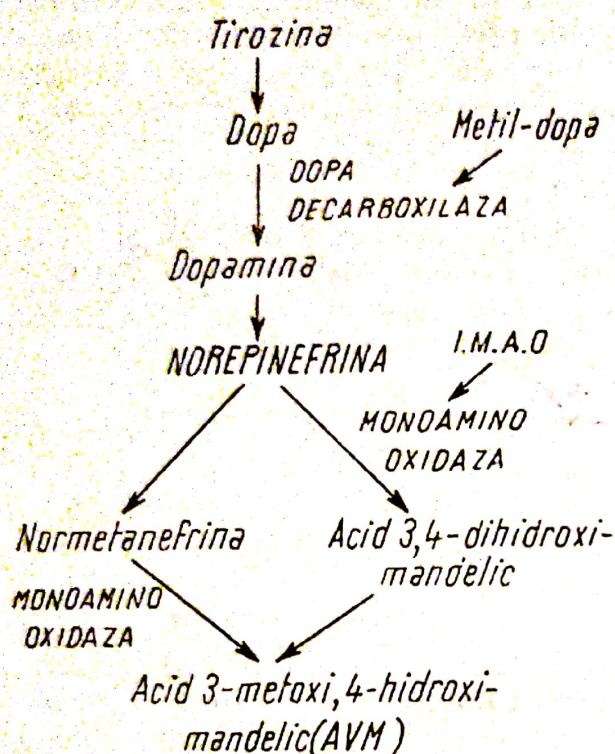 Tirozina
Dopa
Metil-dopa
DOPA
DECARBOXILAZA
Dopamina
NOREPINEFRINA
I.M.A.O
MONOAMINO
OXIDAZA
Normetanefrina
Acid 3,4-dihidroxi-
mandelic
MONOAMINO
OXIDAZA
Acid 3-metoxi,4-hidroxi-
mandelic(AVM)